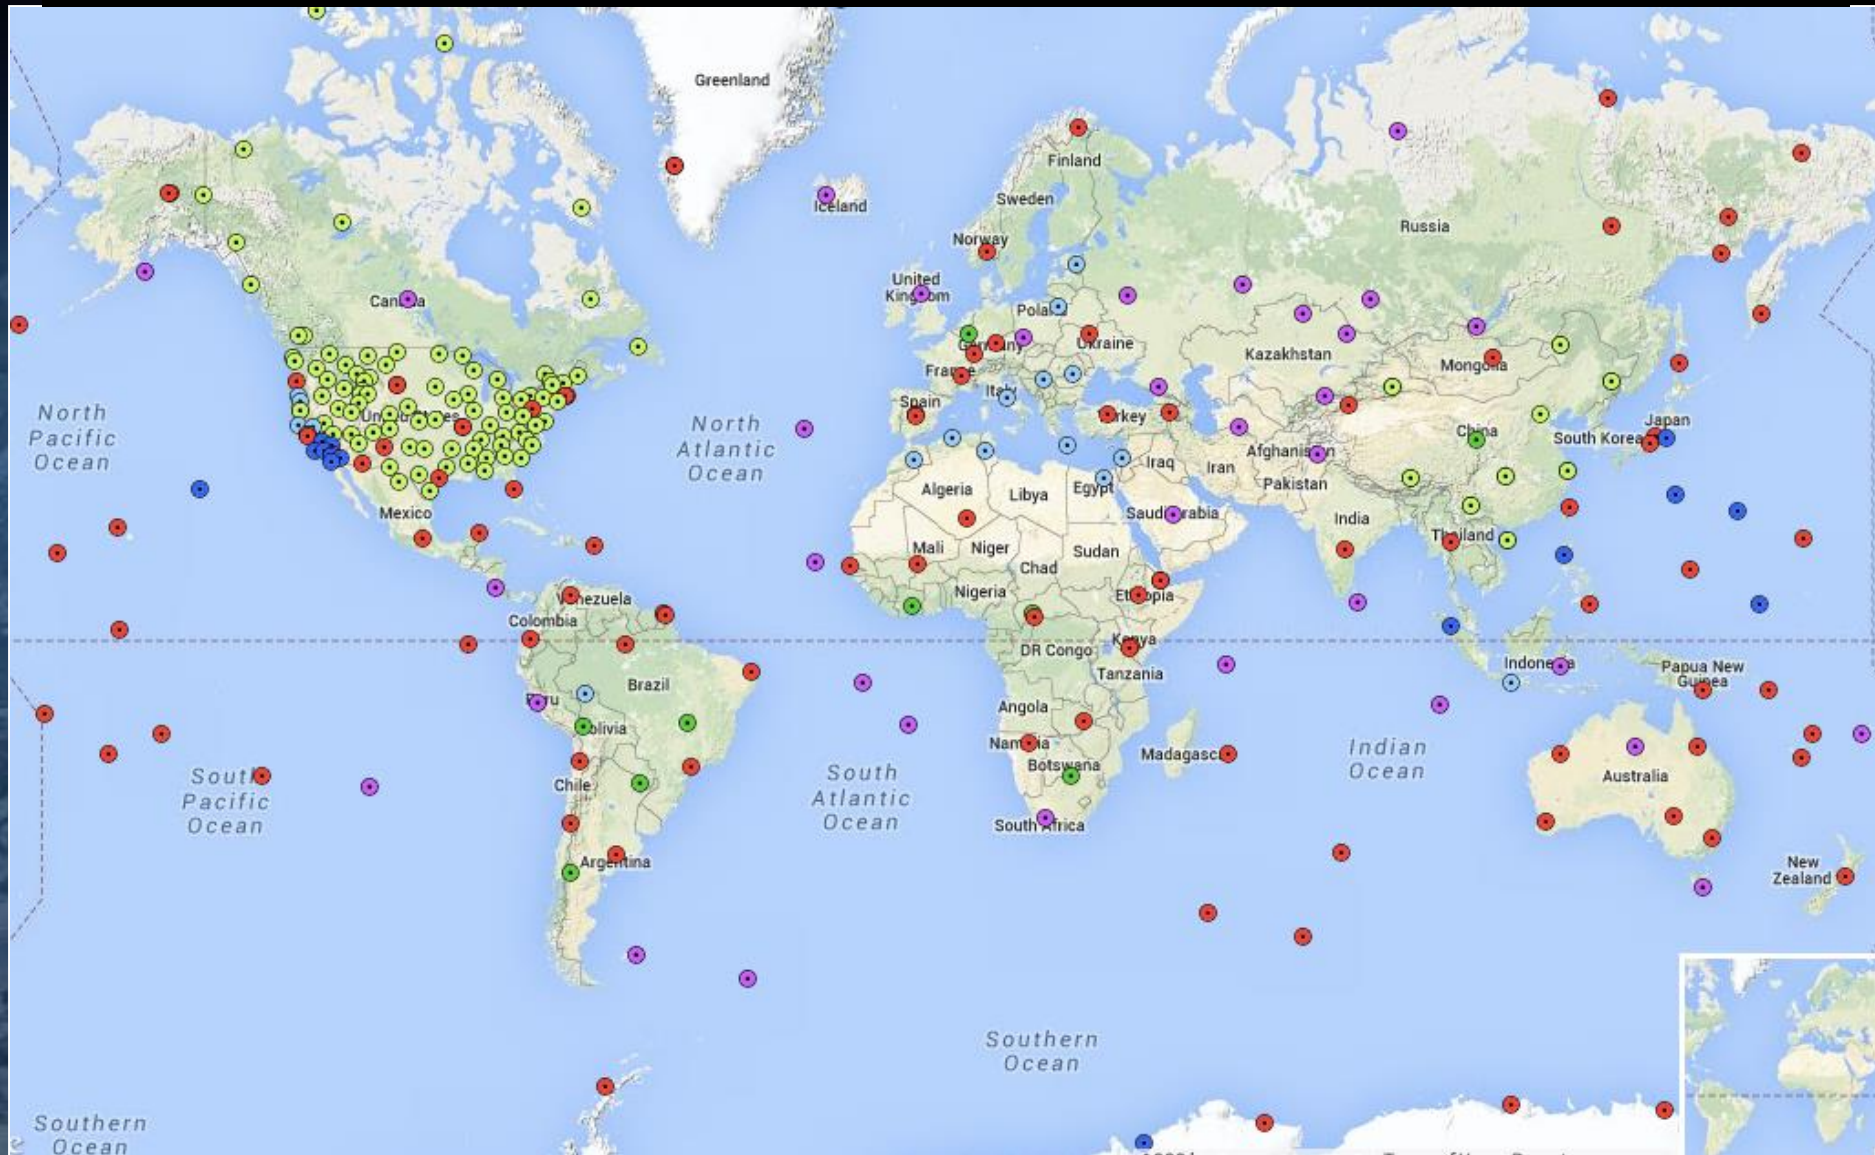 Greenland
Finland
Iceland
Sweden
Russia
Norway
United
Kingdom
Canada
Poland
Germany
Ukraine
Kazakhstan
Mongolia
France
Italy
Spain
Turkey
United States
North
Pacific
Ocean
North
Atlantic
Ocean
China
Japan
South Korea
Afghanistan
Iraq
Iran
Pakistan
Algeria
Libya
Egypt
Saudi Arabia
Mexico
India
Thailand
Mali
Niger
Sudan
Chad
Nigeria
Ethiopia
Venezuela
Colombia
Kenya
DR Congo
Tanzania
Indonesia
Papua New
Guinea
Brazil
Peru
Angola
Bolivia
Namibia
Madagascar
Botswana
Indian
Ocean
Australia
South
Pacific
Ocean
Chile
South
Atlantic
Ocean
South Africa
Argentina
New
Zealand
Southern
Ocean
Southern
Ocean